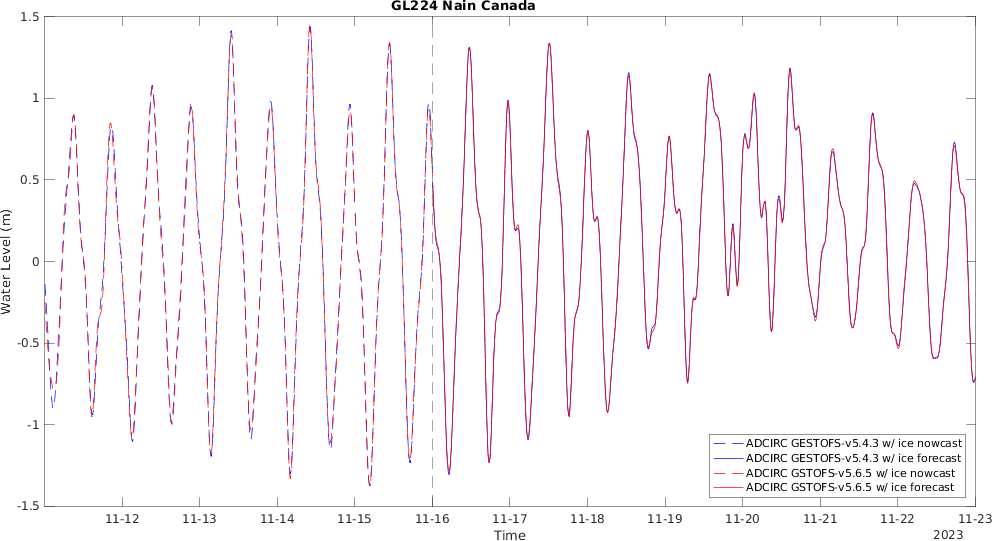 GL224 Nain Canada
1.5
1
0.5
0
-0.5
-1
-1.5
Water Level (m)
ADCIRC GESTOFS-v5.4.3 w/ ice nowcast
ADCIRC GESTOFS-v5.4.3 w/ ice forecast
ADCIRC GSTOFS-v5.6.5 w/ ice nowcast
ADCIRC GSTOFS-v5.6.5 w/ ice forecast
11-12 11-13 11-14 11-15 11-16 11-17 11-18 11-19 11-20 11-21 11-22 11-23
Time
2023